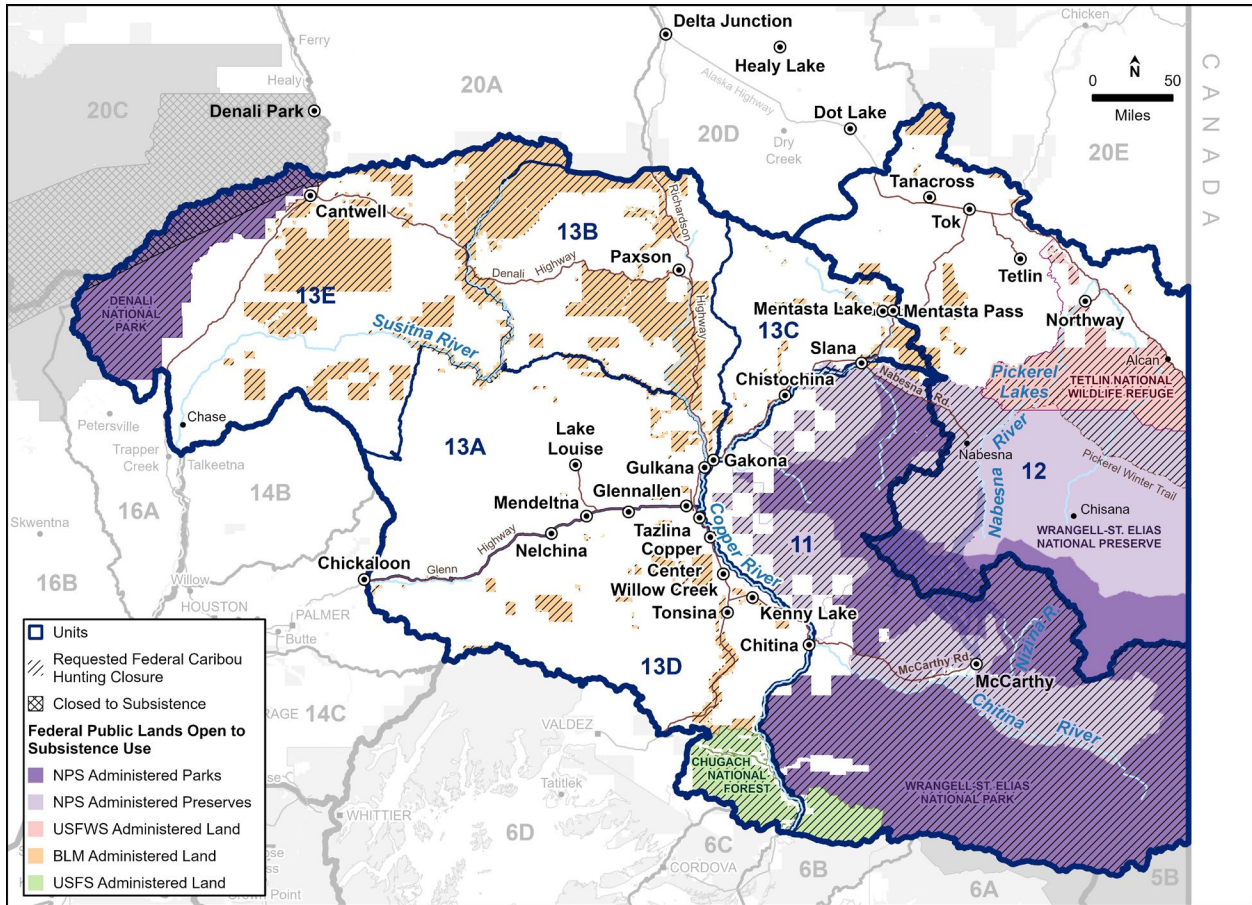 Delta Junction
Chicken
Ferry
Healy Lake
Healy
20A
20C
Denali Park
Alaska Highway
Dot Lake
20D
Dry
Creek
20E
0
50
N
Miles
CANADA
Tanacross
Cantwell
Tok
13B
Richardson
Highway
Paxson
Tetlin
Denali
Highway
DENALI
NATIONAL
PARK
13E
Susitna River
Mentasta Lake
Mentasta Pass
Northway
13C
Slana
Nabesna Rd
Alcan
Pickerel
Lakes
TETLIN NATIONAL
WILDLIFE REFUGE
Chistochina
Petersville
Chase
Trapper
Creek
Talkeetna
13A
Lake
Louise
Gulkana
Gakona
Nabesna
Nabesna River
12
Pickerel Winter Trail
Chisana
WRANGELL-ST. ELIAS
NATIONAL PRESERVE
14B
16A
Skwentna
Glennallen
Mendeltna
Tazlina
Nelchina
Copper
Center
Copper River
11
16B
Chickaloon
Glenn
Highway
Willow Creek
Kenny Lake
Tonsina
Willow
HOUSTON
PALMER
Butte
Chitina
13D
McCarthy Rd
McCarthy
Nizina R.
Chitina
River
14C
VALDEZ
CHUGACH
NATIONAL
FOREST
WRANGELL-ST. ELIAS
NATIONAL PARK
Tatitlek
WHITTIER
6D
6C
CORDOVA
6B
6A
5B
Units
Requested Federal Caribou
Hunting Closure
Closed to Subsistence
Federal Public Lands Open to
Subsistence Use
NPS Administered Parks
NPS Administered Preserves
USFWS Administered Land
BLM Administered Land
USFS Administered Land